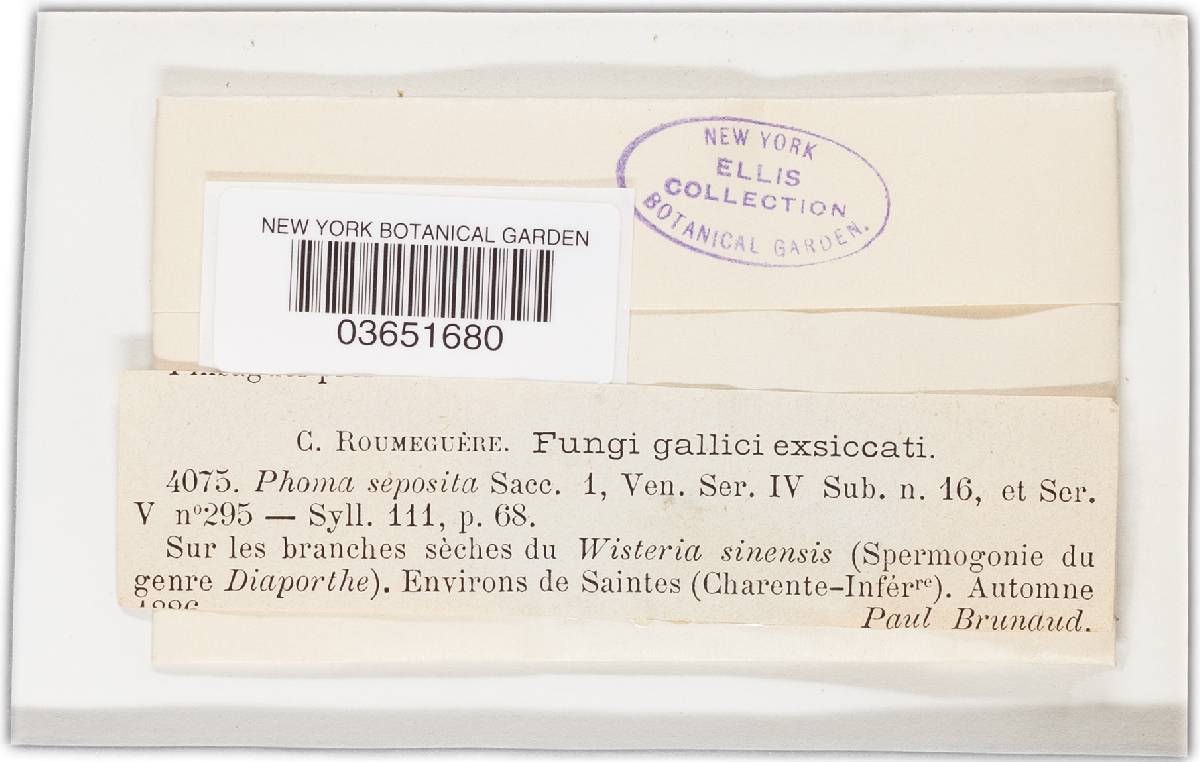 NEW YORK
ELLIS
COLLECTION
BOTANICAL GARDEN.
NEW YORK BOTANICAL GARDEN
03651680
C. ROUMEGUÈRE. Fungi gallici exsiccati.
4075. Phoma seposita Sacc. 1, Ven. Ser. IV Sub. n. 16, et Ser.
V nº295 — Syll. 111, p. 68.
Sur les branches sèches du Wisteria sinensis (Spermogonie du
genre Diaporthe). Environs de Saintes (Charente-Inférʳᵉ). Automne
1886
Paul Brunaud.